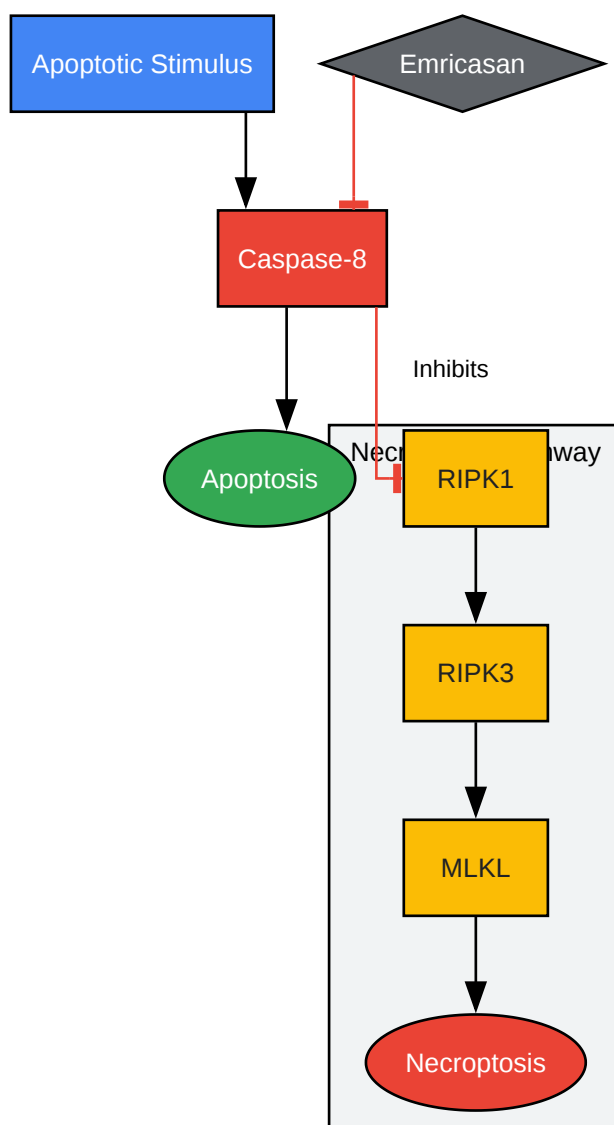 Apoptotic Stimulus
Emricasan
Caspase-8
Inhibits
Apoptosis
RIPK1
RIPK3
MLKL
Necroptosis